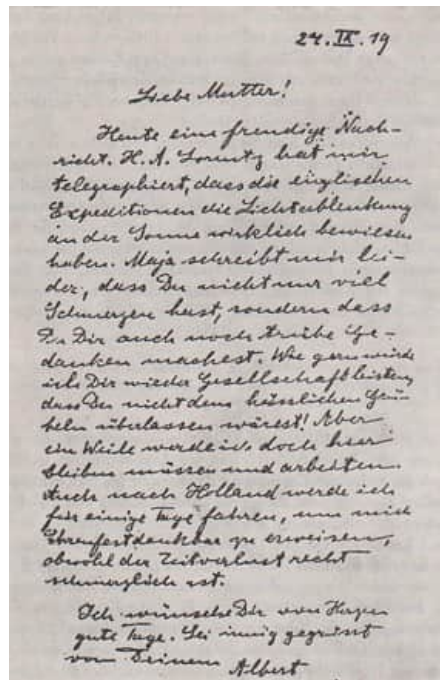 24. IX. 19
Liebe Mutter!
Heute eine freudige Nach-
richt. H. A. Lorentz hat mir
telegraphiert, dass die englischen
Expeditionen die Lichtablenkung
an der Sonne wirklich bewiesen
haben. Maja schreibt mir lei-
der, dass Du nicht nur viel
Schmerzen hast, sondern dass
Du Dir auch noch trübe Ge-
danken machest. Wie gern würde
ich Dir wieder Gesellschaft leisten,
dass Du nicht dem hässlichen Grü-
beln überlassen wärest! Aber
ein Weile werde ich doch hier
bleiben müssen und arbeiten.
Auch nach Holland werde ich
für einige Tage fahren, um mich
Ehrenfest dankbar zu erweisen,
obwohl der Zeitverlust recht
schmerzlich ist.
Ich wünsche Dir von Herzen
gute Tage. Sei innig gegrüsst
von Deinem
Albert